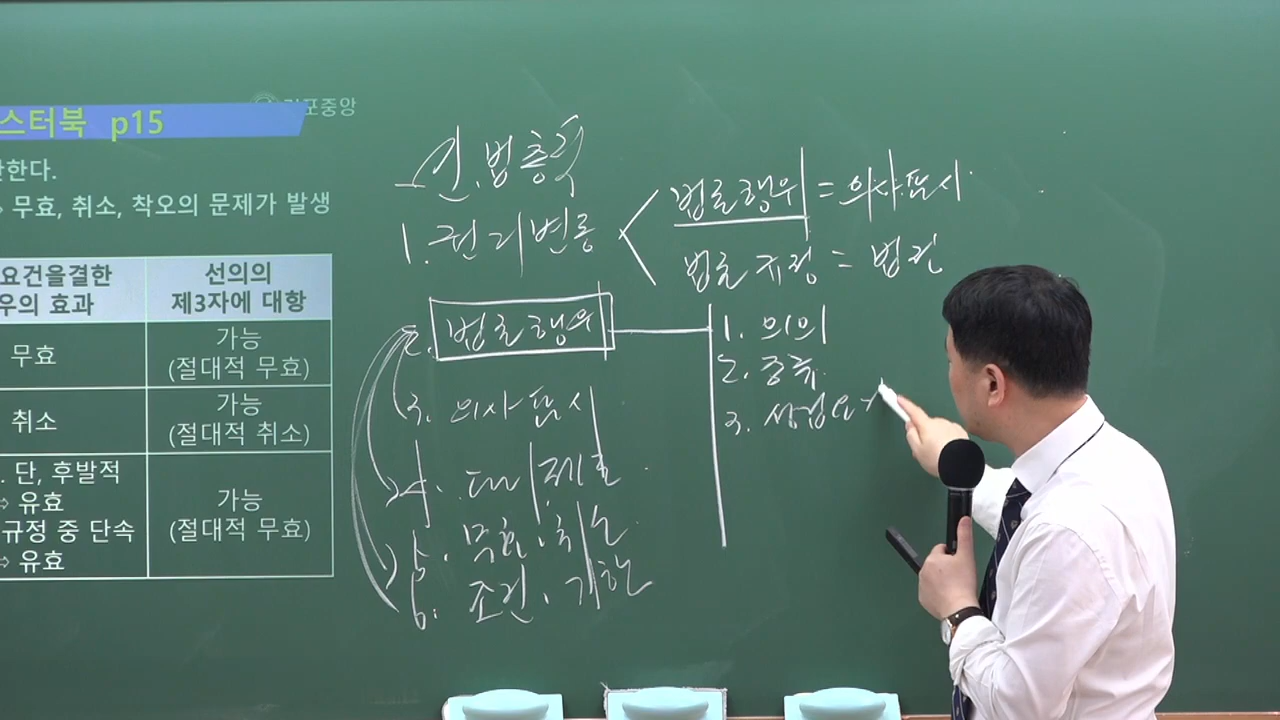 스터북 p15
포중앙
한다.
무효, 취소, 착오의 문제가 발생
요건을결한
우의 효과
선의의
제3자에 대항
무효
가능
(절대적 무효)
취소
가능
(절대적 취소)
. 단, 후발적
⇨ 유효
규정 중 단속
⇨ 유효
가능
(절대적 무효)
민법총칙
1. 권리변동
법률행위 = 의사표시
법률규정 = 법권
2. 법률행위
3. 의사표시
4. 대리제도
5. 무효, 취소
6. 조건, 기한
1. 의의
2. 종류
3. 성립요